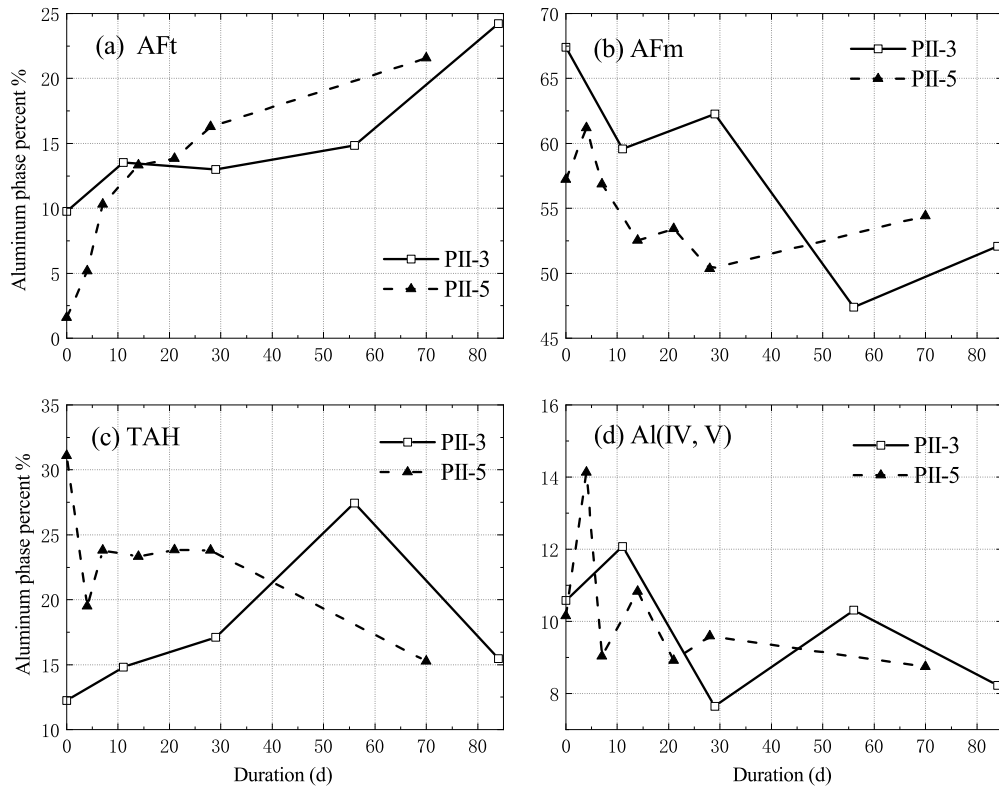 (a) AFt
PII-3
PII-5
Aluminum phase percent %
25
20
15
10
5
0
0 10 20 30 40 50 60 70 80
(b) AFm
PII-3
PII-5
70
65
60
55
50
45
0 10 20 30 40 50 60 70 80
(c) TAH
PII-3
PII-5
Aluminum phase percent %
35
30
25
20
15
10
0 10 20 30 40 50 60 70 80
Duration (d)
(d) Al(IV, V)
PII-3
PII-5
16
14
12
10
8
0 10 20 30 40 50 60 70 80
Duration (d)